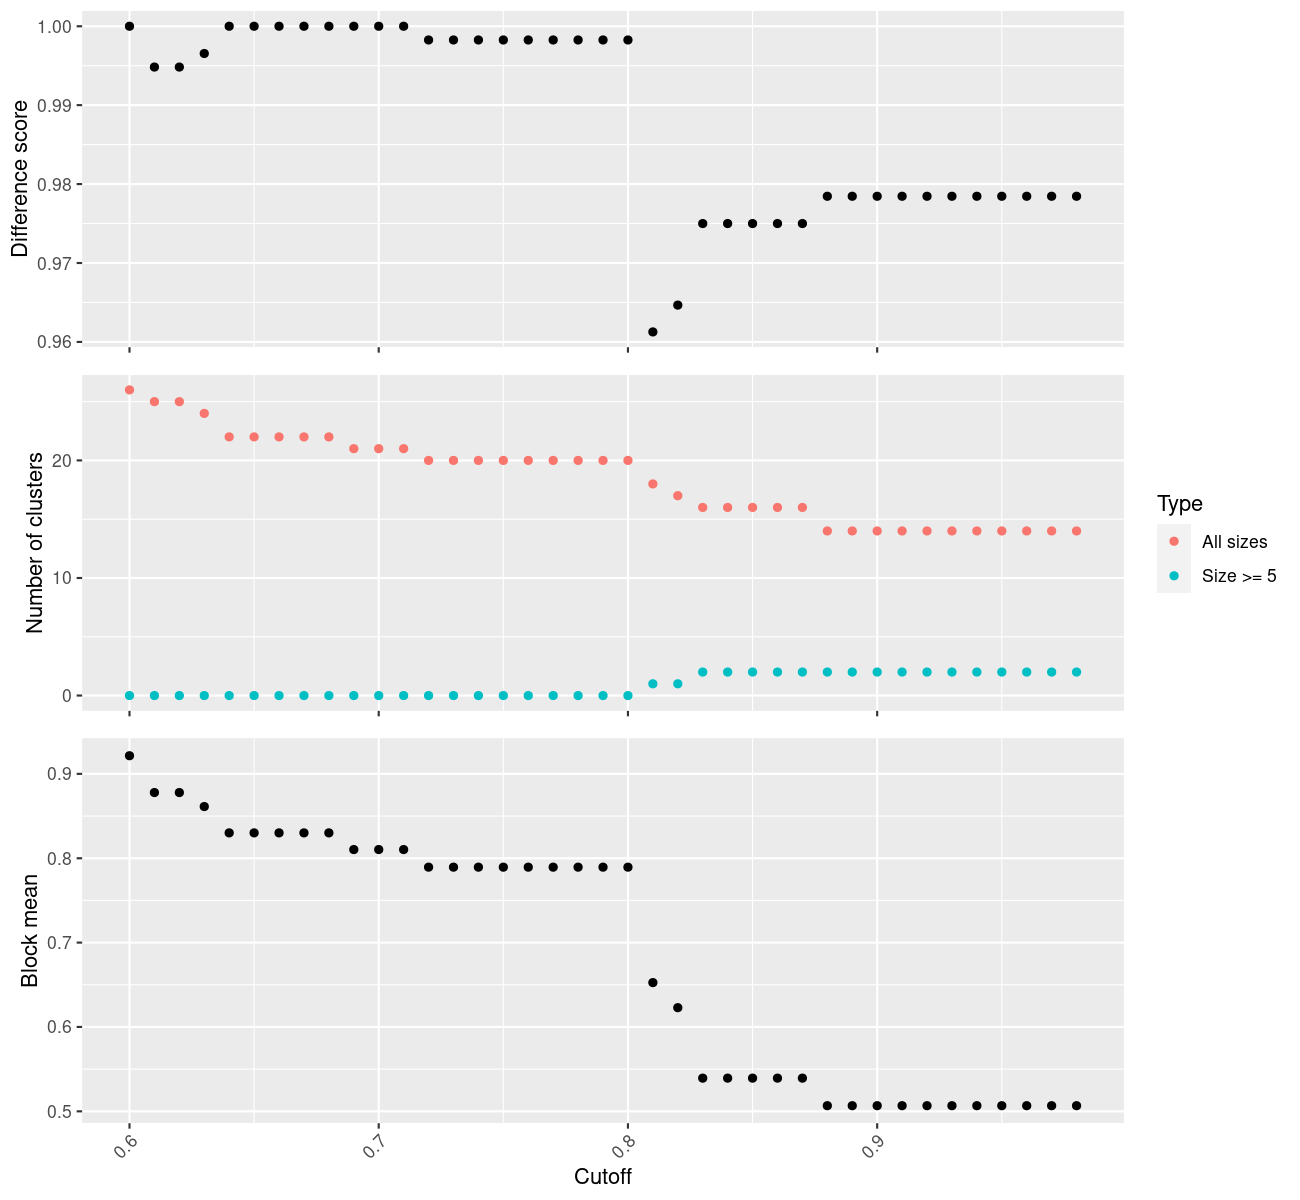 Difference score
1.00
0.99
0.98
0.97
0.96
Number of clusters
20
10
0
Type
All sizes
Size >= 5
Block mean
0.9
0.8
0.7
0.6
0.5
0.6 0.7 0.8 0.9
Cutoff